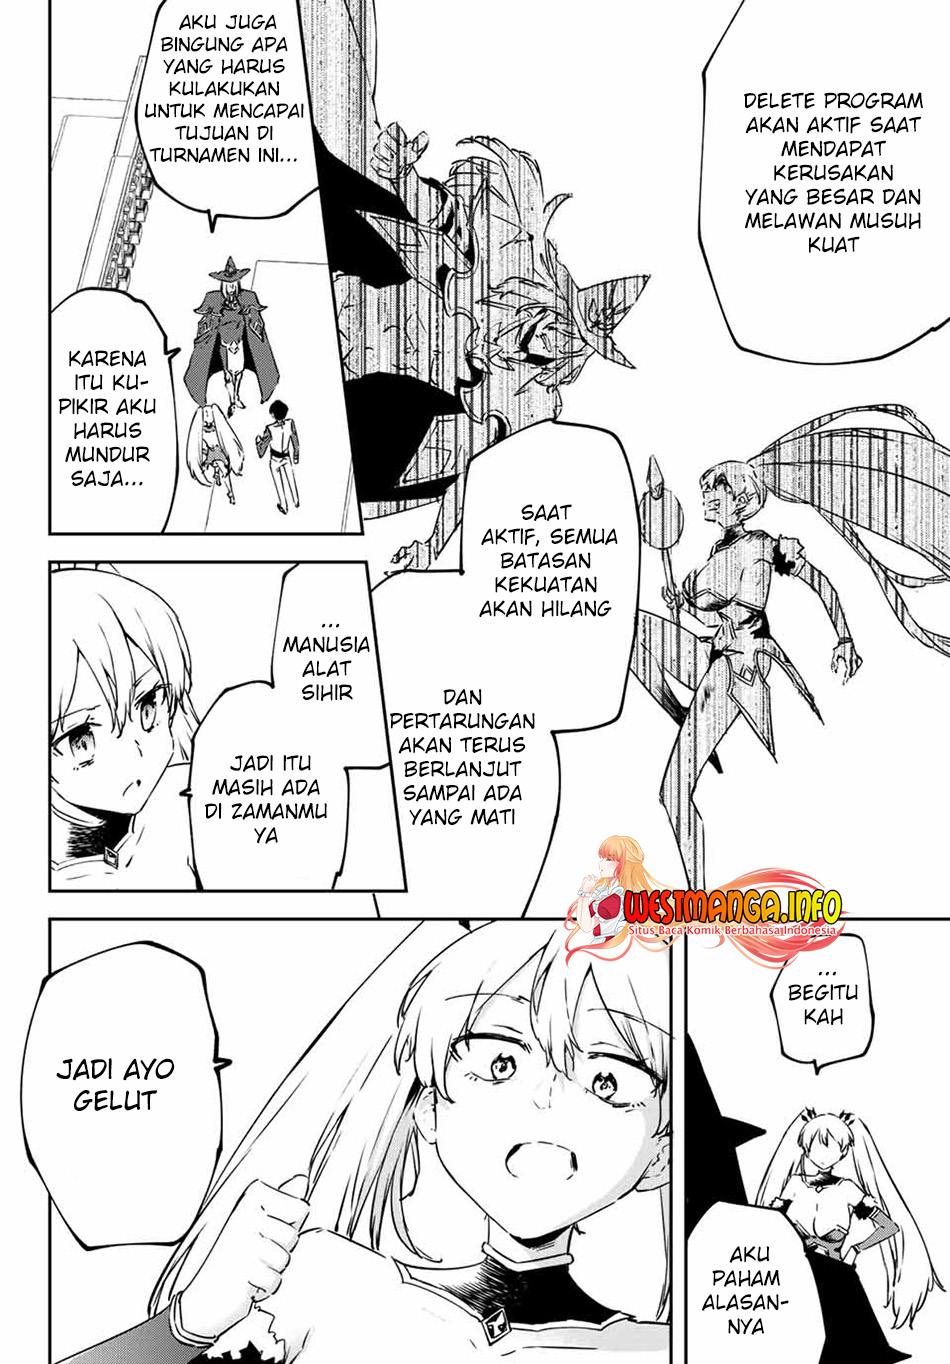 DELETE PROGRAM
AKAN AKTIF SAAT
MENDAPAT
KERUSAKAN
YANG BESAR DAN
MELAWAN MUSUH
KUAT
SAAT
AKTIF, SEMUA
BATASAN
KEKUATAN
AKAN HILANG
DAN
PERTARUNGAN
AKAN TERUS
BERLANJUT
SAMPAI ADA
YANG MATI
AKU JUGA
BINGUNG APA
YANG HARUS
KULAKUKAN
UNTUK MENCAPAI
TUJUAN DI
TURNAMEN INI...
KARENA
ITU KU-
PIKIR AKU
HARUS
MUNDUR
SAJA...
...
MANUSIA
ALAT
SIHIR
JADI ITU
MASIH ADA
DI ZAMANMU
YA
WESTMANGA.INFO
Situs Baca Komik Berbahasa Indonesia
...
BEGITU
KAH
AKU
PAHAM
ALASAN-
NYA
JADI AYO
GELUT